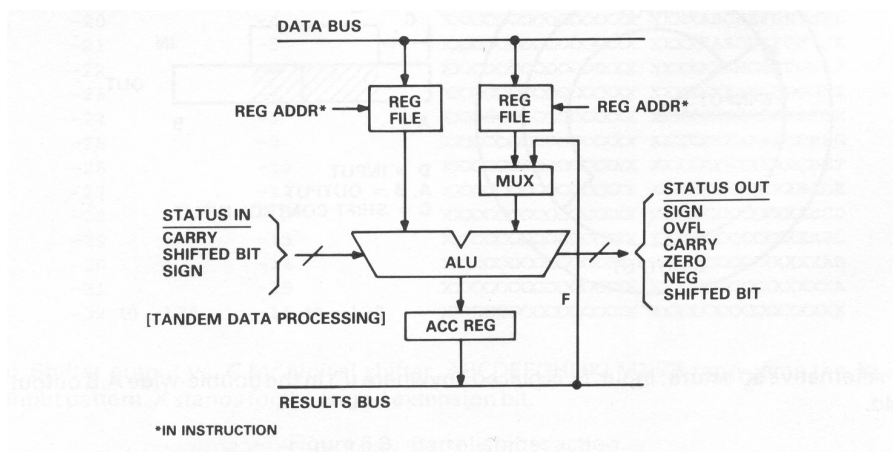 DATA BUS
REG FILE
REG FILE
REG ADDR*
REG ADDR*
MUX
STATUS IN
CARRY
SHIFTED BIT
SIGN
ALU
STATUS OUT
SIGN
OVFL
CARRY
ZERO
NEG
SHIFTED BIT
F
[TANDEM DATA PROCESSING]
ACC REG
RESULTS BUS
*IN INSTRUCTION